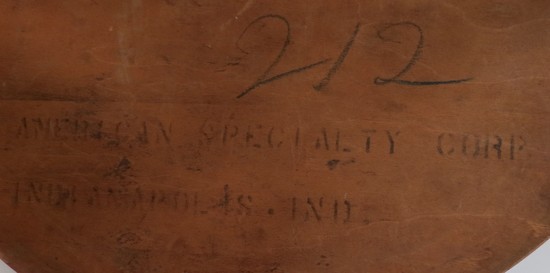 212
AMERICAN SPECIALTY CORP
INDIANAPOLIS. IND.